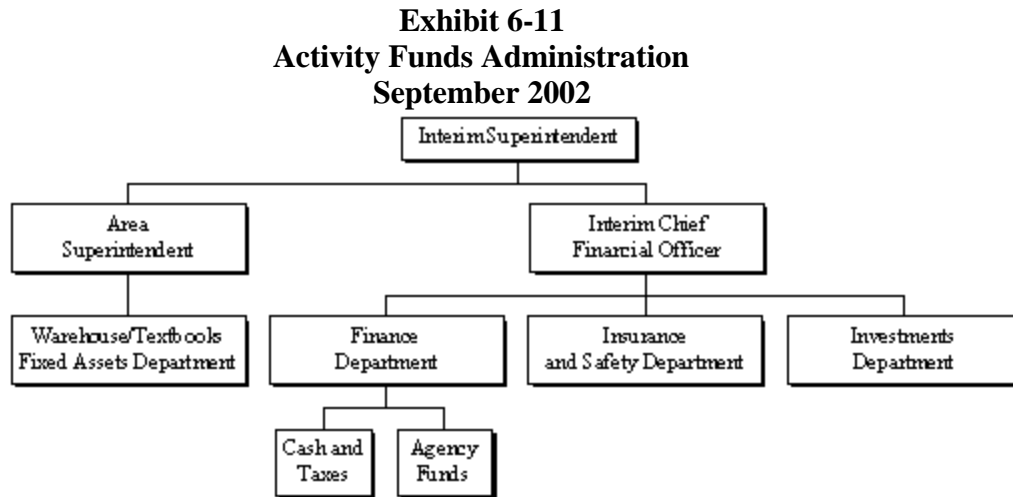 Exhibit 6-11
Activity Funds Administration
September 2002
Interim Superintendent
Area
Superintendent
Interim Chief
Financial Officer
Warehouse/Textbooks
Fixed Assets Department
Finance
Department
Insurance
and Safety Department
Investments
Department
Cash and
Taxes
Agency
Funds